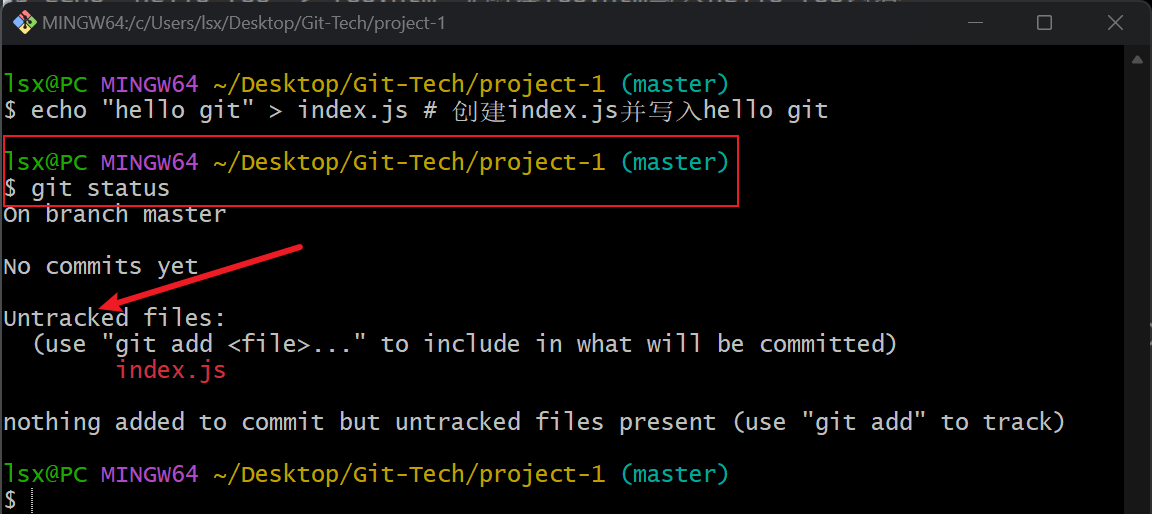 MINGW64:/c/Users/lsx/Desktop/Git-Tech/project-1
lsx@PC MINGW64 ~/Desktop/Git-Tech/project-1 (master)
$ echo "hello git" > index.js # 创建index.js并写入hello git
lsx@PC MINGW64 ~/Desktop/Git-Tech/project-1 (master)
$ git status
On branch master
No commits yet
Untracked files:
(use "git add <file>..." to include in what will be committed)
index.js
nothing added to commit but untracked files present (use "git add" to track)
lsx@PC MINGW64 ~/Desktop/Git-Tech/project-1 (master)
$